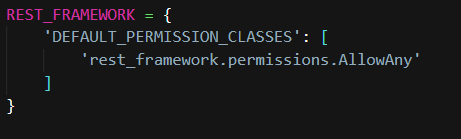 REST_FRAMEWORK = {
    'DEFAULT_PERMISSION_CLASSES': [
        'rest_framework.permissions.AllowAny'
    ]
}